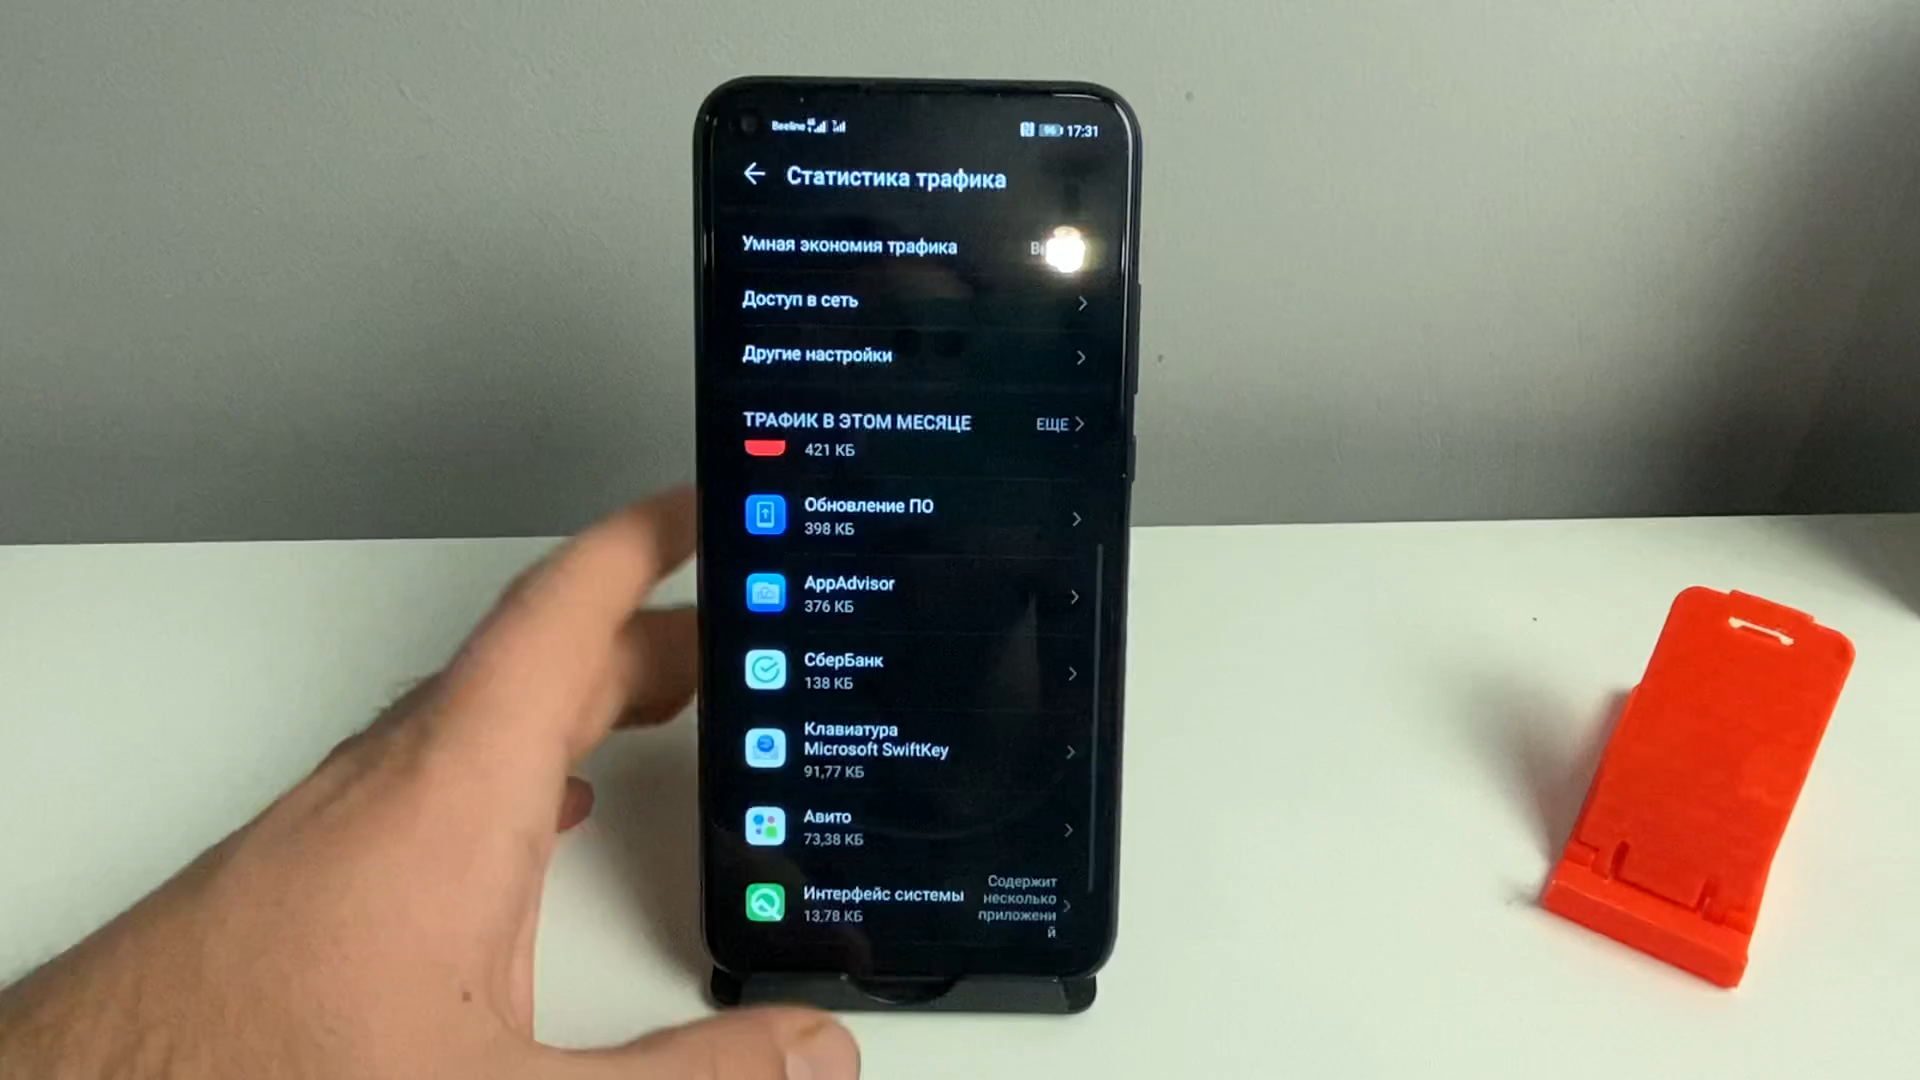 Beeline
96 17:31
Статистика трафика
Умная экономия трафика
Доступ в сеть
Другие настройки
ТРАФИК В ЭТОМ МЕСЯЦЕ ЕЩЕ
421 КБ
Обновление ПО
398 КБ
AppAdvisor
376 КБ
СберБанк
138 КБ
Клавиатура
Microsoft SwiftKey
91,77 КБ
Авито
73,38 КБ
Интерфейс системы
13,78 КБ
Содержит
несколько
приложени
й